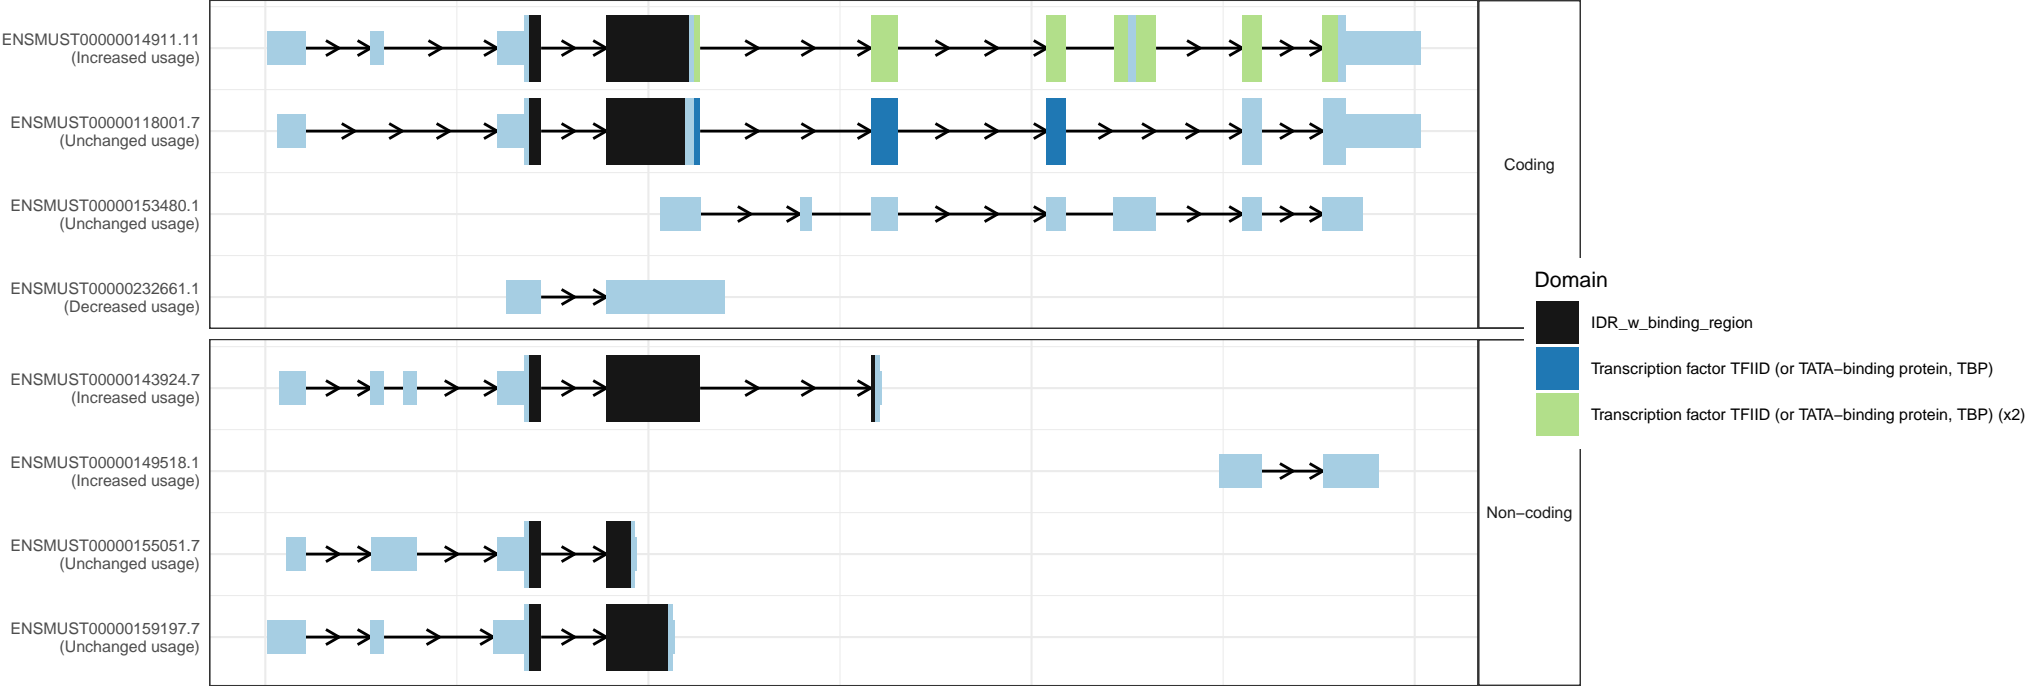 ENSMUST00000014911.11
(Increased usage)
ENSMUST00000118001.7
(Unchanged usage)
ENSMUST00000153480.1
(Unchanged usage)
ENSMUST00000232661.1
(Decreased usage)
Coding
ENSMUST00000143924.7
(Increased usage)
ENSMUST00000149518.1
(Increased usage)
ENSMUST00000155051.7
(Unchanged usage)
ENSMUST00000159197.7
(Unchanged usage)
Non−coding
Domain
IDR_w_binding_region
Transcription factor TFIID (or TATA−binding protein, TBP)
Transcription factor TFIID (or TATA−binding protein, TBP) (x2)